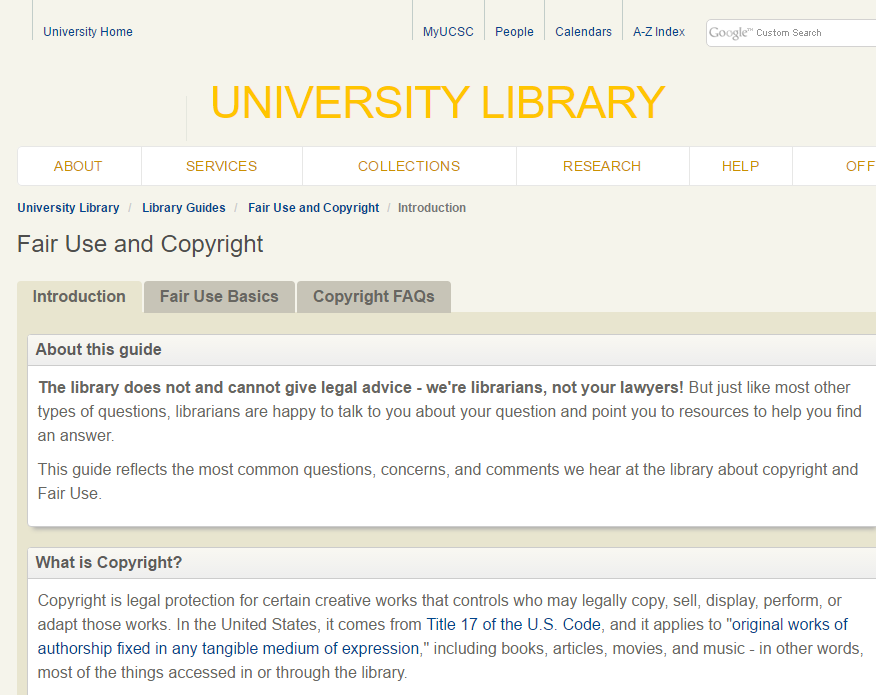 University Home
MyUCSC
People
Calendars
A-Z Index
Google™ Custom Search
UNIVERSITY LIBRARY
ABOUT
SERVICES
COLLECTIONS
RESEARCH
HELP
OFF
University Library / Library Guides / Fair Use and Copyright / Introduction
Fair Use and Copyright
Introduction
Fair Use Basics
Copyright FAQs
About this guide
The library does not and cannot give legal advice - we're librarians, not your lawyers! But just like most other
types of questions, librarians are happy to talk to you about your question and point you to resources to help you find
an answer.
This guide reflects the most common questions, concerns, and comments we hear at the library about copyright and
Fair Use.
What is Copyright?
Copyright is legal protection for certain creative works that controls who may legally copy, sell, display, perform, or
adapt those works. In the United States, it comes from Title 17 of the U.S. Code, and it applies to "original works of
authorship fixed in any tangible medium of expression," including books, articles, movies, and music - in other words,
most of the things accessed in or through the library.